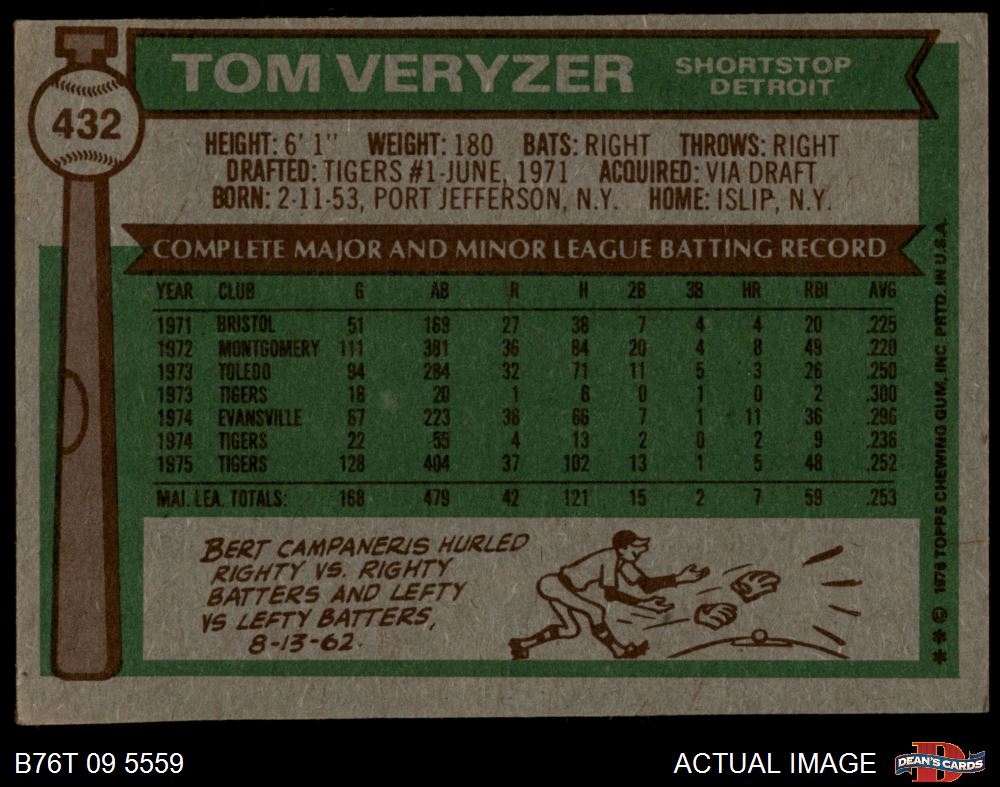 432
TOM VERYZER
SHORTSTOP
DETROIT
HEIGHT: 6' 1" WEIGHT: 180 BATS: RIGHT THROWS: RIGHT
DRAFTED: TIGERS #1-JUNE, 1971 ACQUIRED: VIA DRAFT
BORN: 2-11-53, PORT JEFFERSON, N.Y. HOME: ISLIP, N.Y.
COMPLETE MAJOR AND MINOR LEAGUE BATTING RECORD
YEAR CLUB G AB R H 2B 3B HR RBI AVG
1971 BRISTOL 51 169 27 38 7 4 4 20 .225
1972 MONTGOMERY 111 381 36 84 20 4 8 49 .220
1973 TOLEDO 94 284 32 71 11 5 3 26 .250
1973 TIGERS 18 20 1 6 0 1 0 2 .300
1974 EVANSVILLE 67 223 36 66 7 1 11 36 .296
1974 TIGERS 22 55 4 13 2 0 2 9 .236
1975 TIGERS 128 404 37 102 13 1 5 48 .252
MAJ. LEA. TOTALS: 168 479 42 121 15 2 7 59 .253
BERT CAMPANERIS HURLED
RIGHTY VS. RIGHTY
BATTERS AND LEFTY
VS LEFTY BATTERS,
8-13-62.
** © 1976 TOPPS CHEWING GUM, INC. PRTD. IN U.S.A.
B76T 09 5559
ACTUAL IMAGE
DEAN'S CARDS